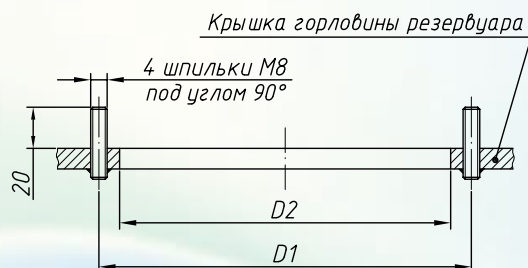 Крышка горловины резервуара
4 шпильки М8
под углом 90°
20
D2
D1